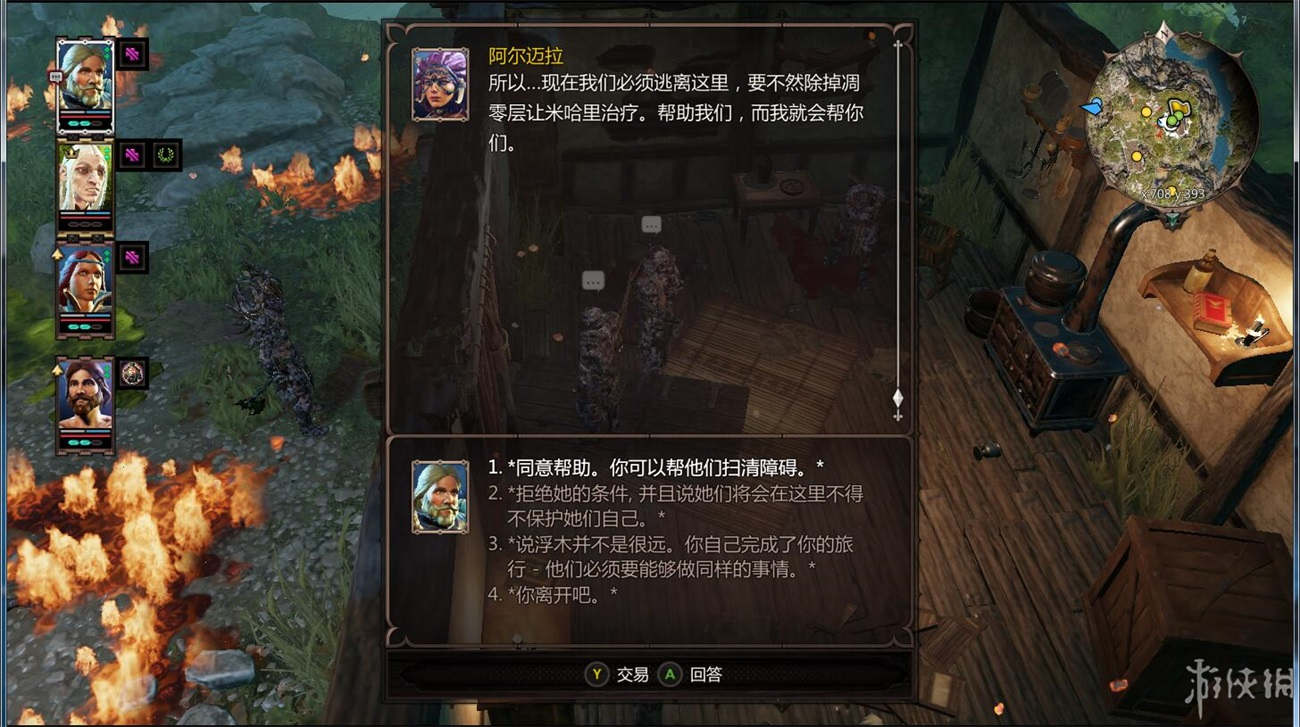 阿尔迈拉
所以...现在我们必须逃离这里，要不然除掉凋
零层让米哈里治疗。帮助我们，而我就会帮你
们。
N
x:708 y:393
1. *同意帮助。你可以帮他们扫清障碍。*
2. *拒绝她的条件, 并且说她们将会在这里不得
不保护她们自己。*
3. *说浮木并不是很远。你自己完成了你的旅
行 - 他们必须要能够做同样的事情。*
4. *你离开吧。*
Y 交易 A 回答
游侠网